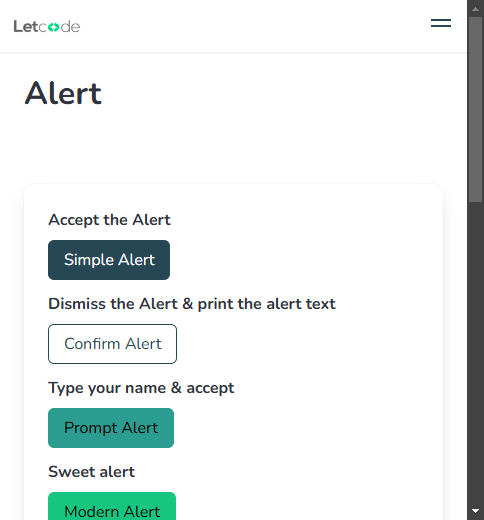 Letcode
Alert
Accept the Alert
Simple Alert
Dismiss the Alert & print the alert text
Confirm Alert
Type your name & accept
Prompt Alert
Sweet alert
Modern Alert